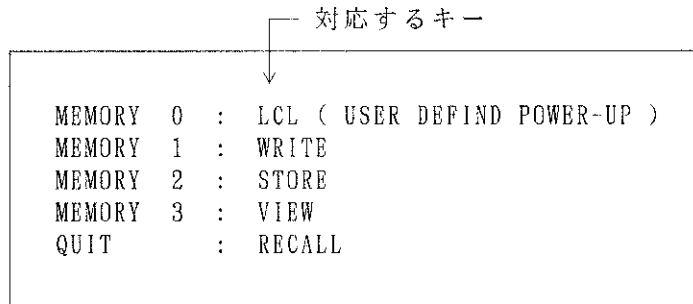 対応するキー
MEMORY 0 : LCL ( USER DEFIND POWER-UP )
MEMORY 1 : WRITE
MEMORY 2 : STORE
MEMORY 3 : VIEW
QUIT : RECALL